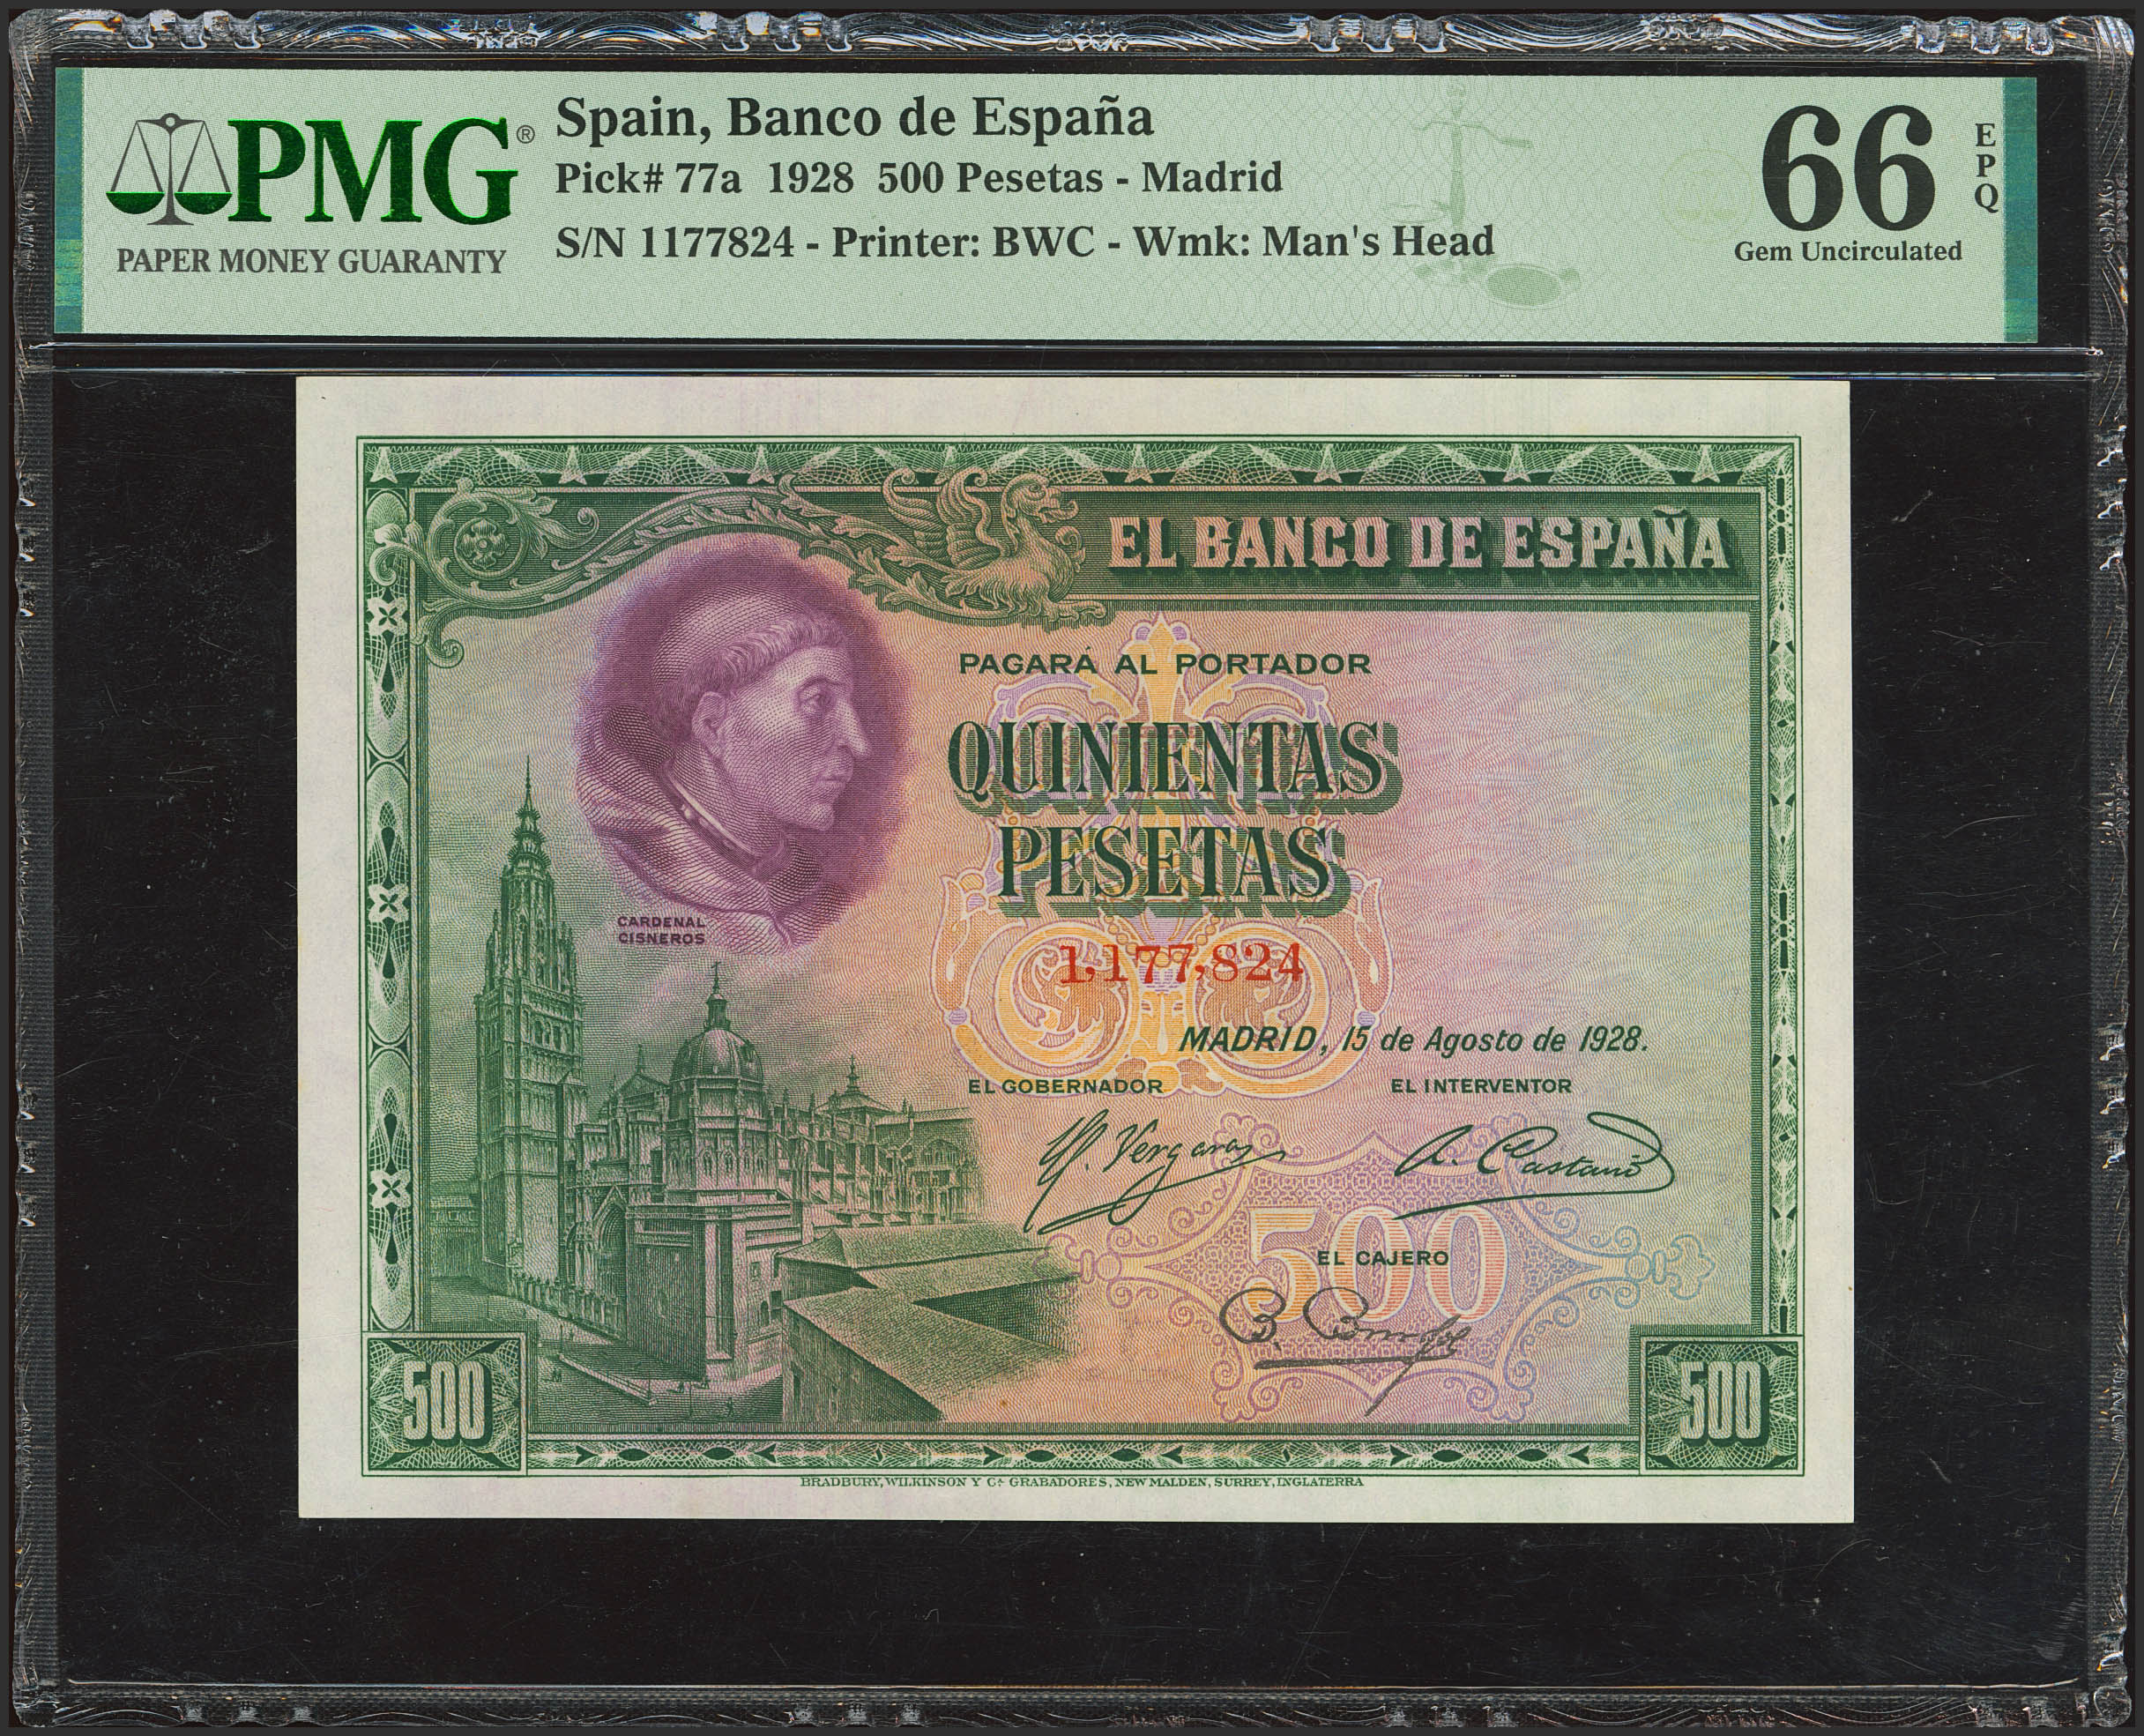 PMG®
PAPER MONEY GUARANTY
Spain, Banco de España
Pick# 77a 1928 500 Pesetas - Madrid
S/N 1177824 - Printer: BWC - Wmk: Man's Head
66
EPQ
Gem Uncirculated
EL BANCO DE ESPAÑA
PAGARÁ AL PORTADOR
QUINIENTAS
PESETAS
CARDENAL
CISNEROS
1,177,824
MADRID, 15 de Agosto de 1928.
EL GOBERNADOR
EL INTERVENTOR
500
EL CAJERO
500
500
BRADBURY, WILKINSON Y Cª GRABADORES, NEW MALDEN, SURREY, INGLATERRA